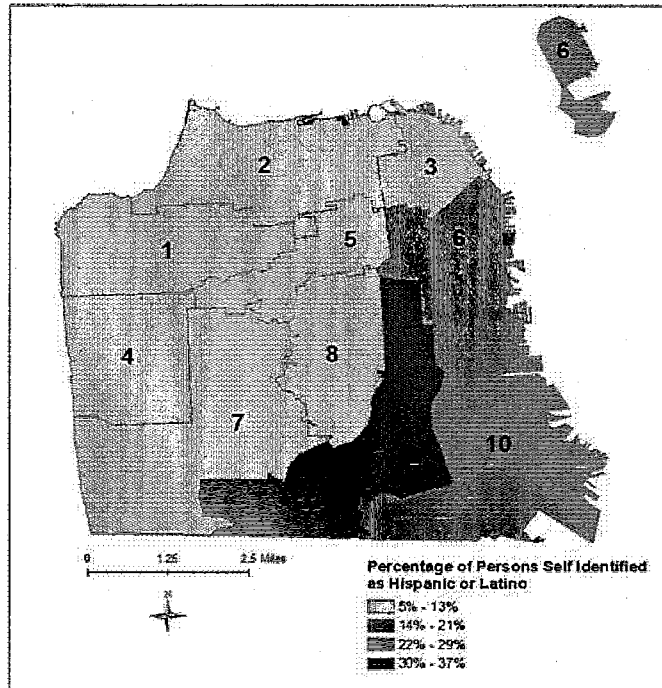 6
2
3
1
5
6
4
8
7
10
0 1.25 2.5 Miles
Percentage of Persons Self Identified
as Hispanic or Latino
5% - 13%
14% - 21%
22% - 29%
30% - 37%